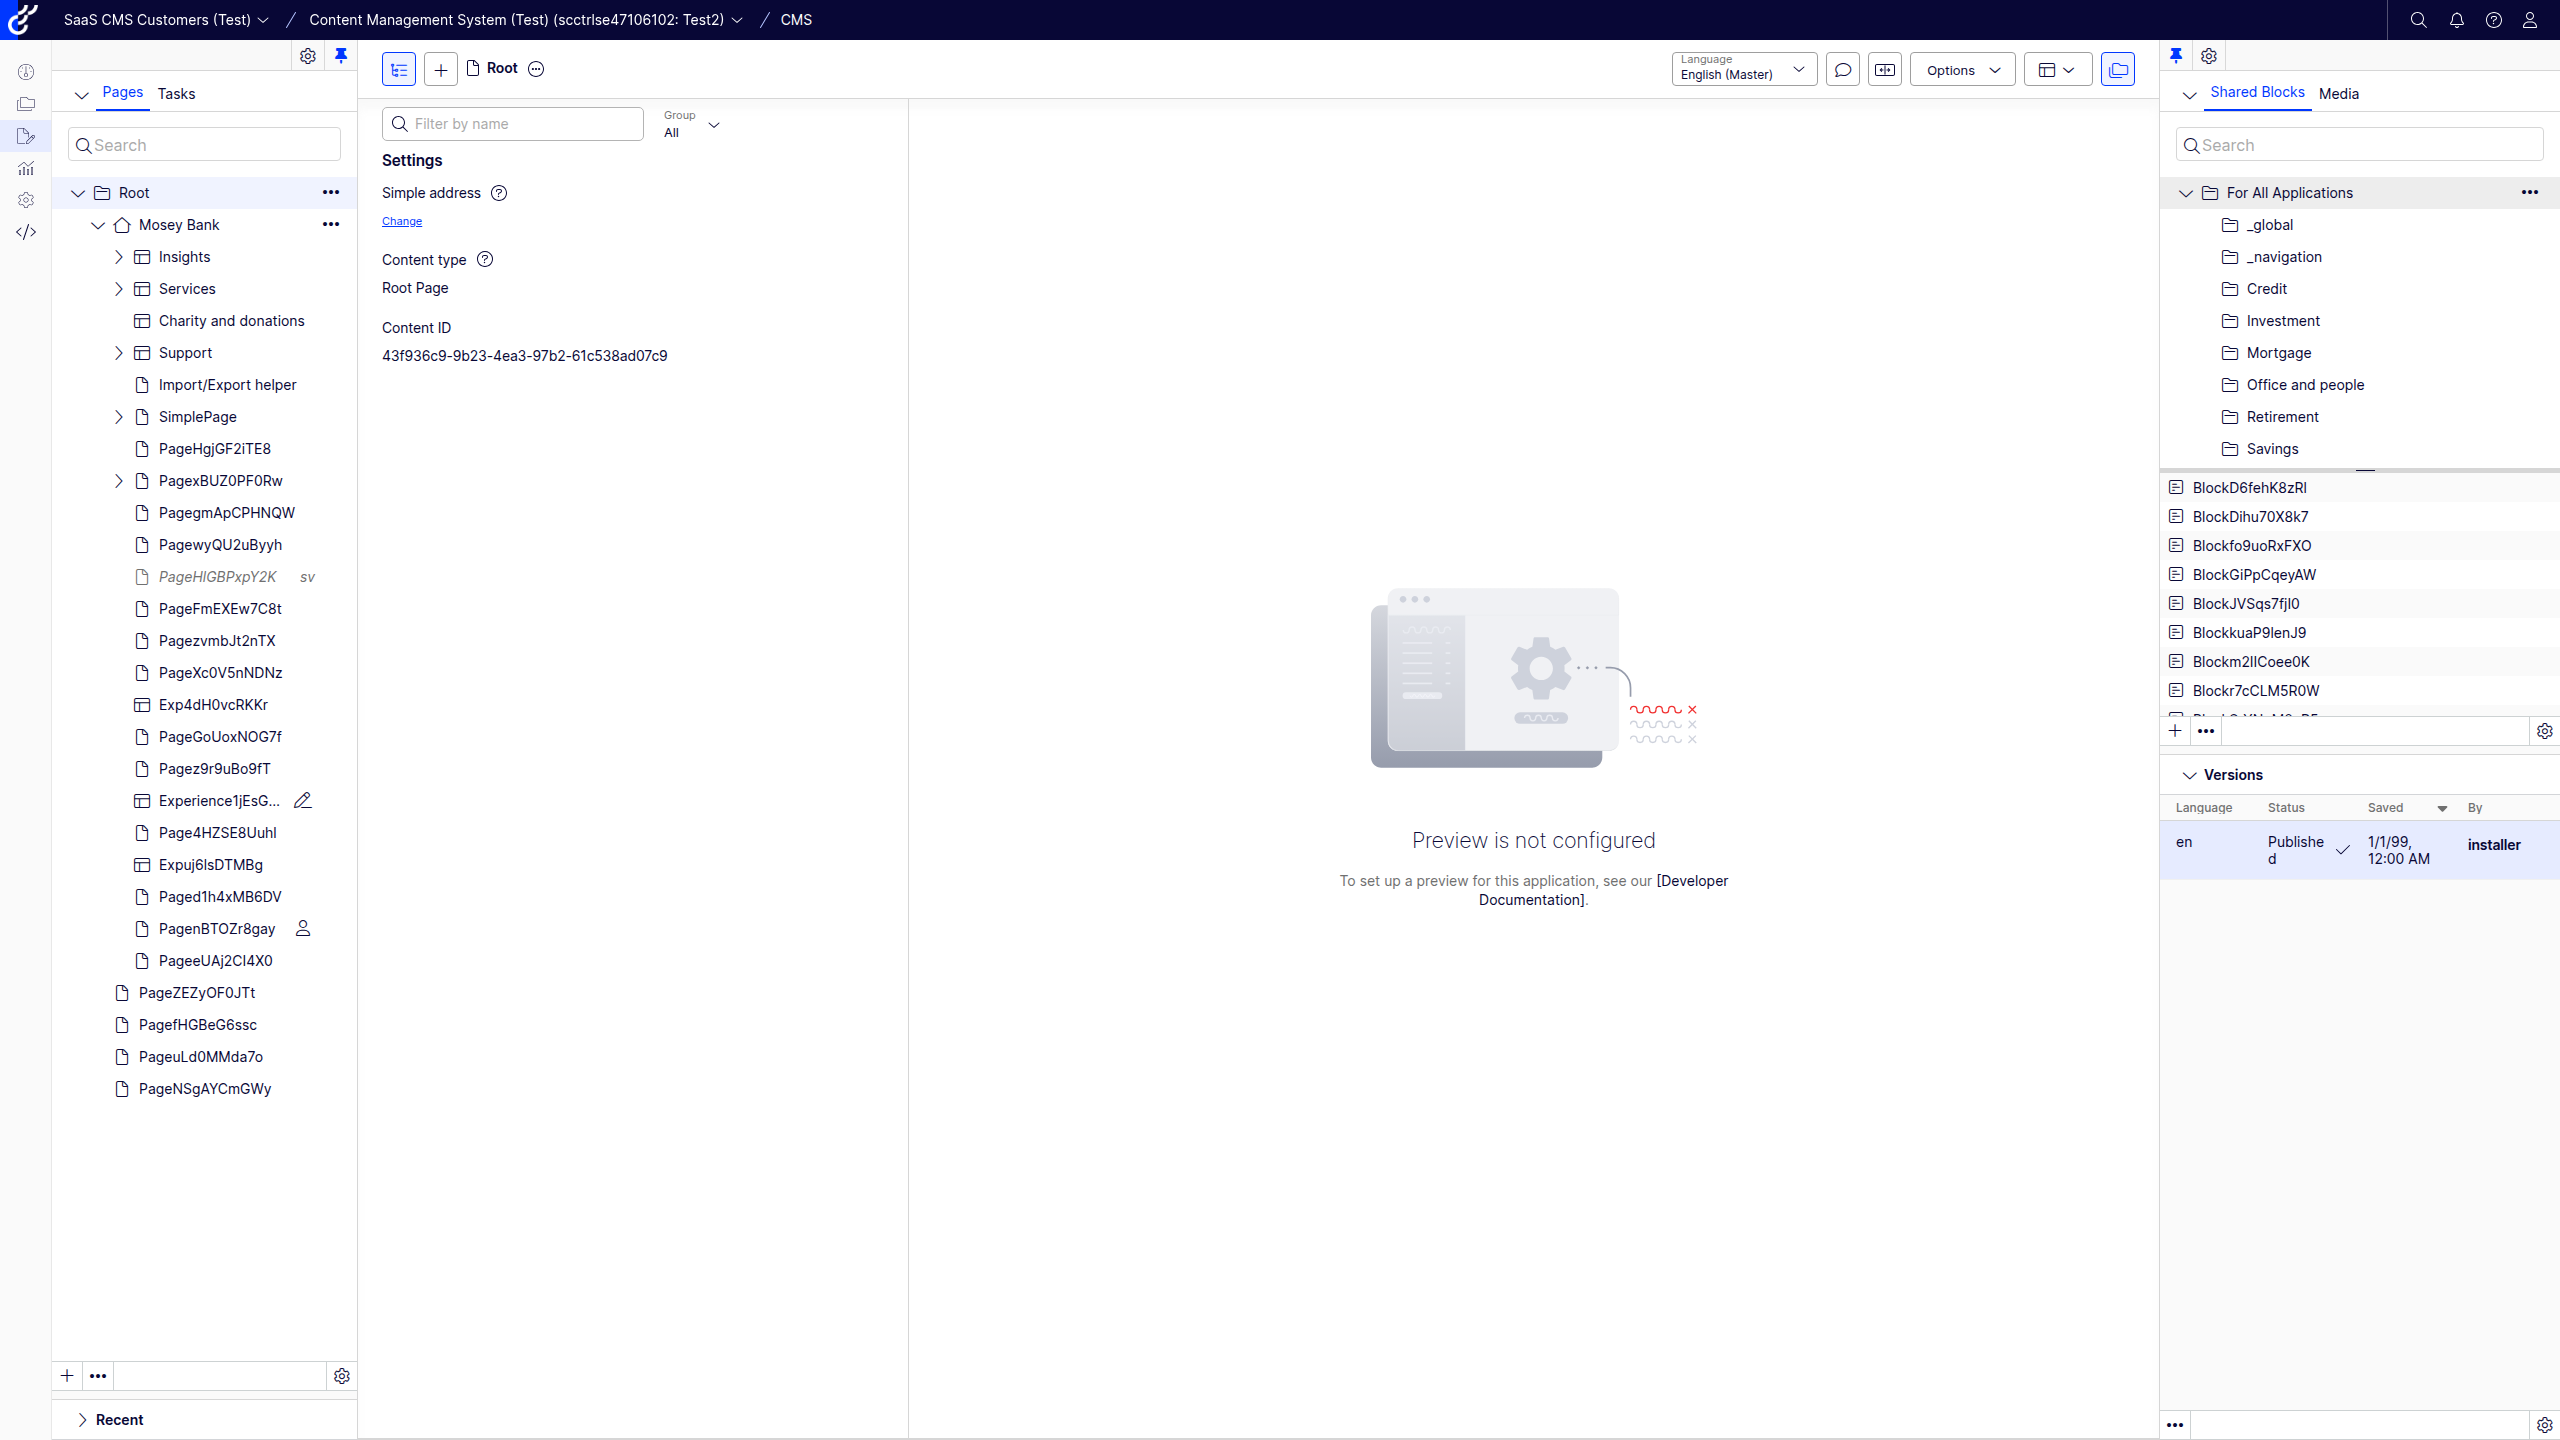 SaaS CMS Customers (Test)
Content Management System (Test) (scctrlse47106102: Test2)
CMS
Pages
Tasks
Search
Root
Mosey Bank
Insights
Services
Charity and donations
Support
Import/Export helper
SimplePage
PageHgjGF2iTE8
PagexBUZ0PF0Rw
PagegmApCPHNQW
PagewyQU2uByyh
PageHlGBPxpY2K sv
PageFmEXEw7C8t
PagezvmbJt2nTX
PageXc0V5nNDNz
Exp4dH0vcRKKr
PageGoUoxNOG7f
Pagez9r9uBo9fT
Experience1jEsG...
Page4HZSE8Uuhl
Expuj6lsDTMBg
Paged1h4xMB6DV
PagenBTOZr8gay
PageeUAj2Cl4X0
PageZEZyOF0JTt
PagefHGBeG6ssc
PageuLd0MMda7o
PageNSgAYCmGWy
Recent
Root
Language
English (Master)
Options
Filter by name
Group
All
Settings
Simple address
Change
Content type
Root Page
Content ID
43f936c9-9b23-4ea3-97b2-61c538ad07c9
Preview is not configured
To set up a preview for this application, see our [Developer
Documentation].
Shared Blocks
Media
Search
For All Applications
_global
_navigation
Credit
Investment
Mortgage
Office and people
Retirement
Savings
BlockD6fehK8zRl
BlockDihu70X8k7
Blockfo9uoRxFXO
BlockGiPpCqeyAW
BlockJVSqs7fjl0
BlockkuaP9lenJ9
Blockm2llCoee0K
Blockr7cCLM5R0W
Versions
Language Status Saved By
en Publishe
d 1/1/99,
12:00 AM installer